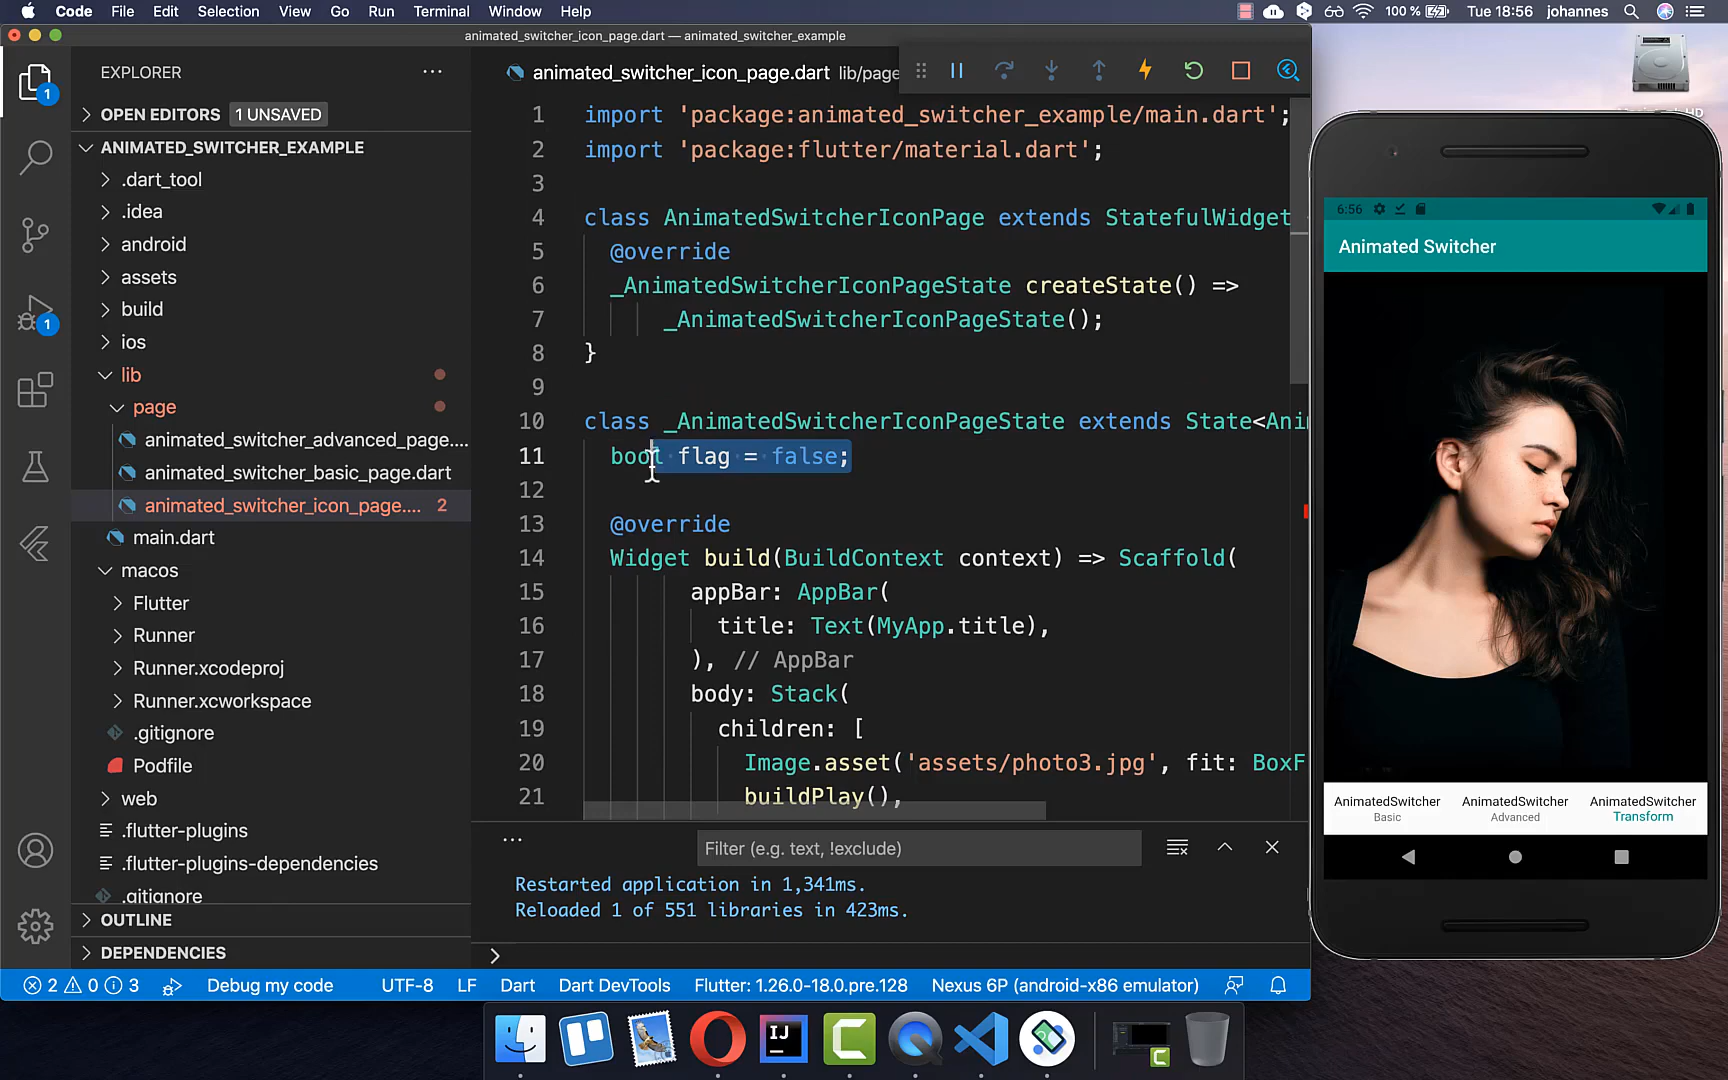 Code File Edit Selection View Go Run Terminal Window Help 100 % Tue 18:56 johannes
animated_switcher_icon_page.dart — animated_switcher_example
EXPLORER
animated_switcher_icon_page.dart lib/page
OPEN EDITORS 1 UNSAVED
ANIMATED_SWITCHER_EXAMPLE
.dart_tool
.idea
android
assets
build
ios
lib
page
animated_switcher_advanced_page....
animated_switcher_basic_page.dart
animated_switcher_icon_page.... 2
main.dart
macos
Flutter
Runner
Runner.xcodeproj
Runner.xcworkspace
.gitignore
Podfile
web
.flutter-plugins
.flutter-plugins-dependencies
.gitignore
OUTLINE
DEPENDENCIES
1
1
1 import 'package:animated_switcher_example/main.dart';
2 import 'package:flutter/material.dart';
3
4 class AnimatedSwitcherIconPage extends StatefulWidget
5 @override
6 _AnimatedSwitcherIconPageState createState() =>
7 _AnimatedSwitcherIconPageState();
8 }
9
10 class _AnimatedSwitcherIconPageState extends State<Ani
11 bool flag = false;
12
13 @override
14 Widget build(BuildContext context) => Scaffold(
15 appBar: AppBar(
16 title: Text(MyApp.title),
17 ), // AppBar
18 body: Stack(
19 children: [
20 Image.asset('assets/photo3.jpg', fit: BoxF
21 buildPlay(),
Filter (e.g. text, !exclude)
Restarted application in 1,341ms.
Reloaded 1 of 551 libraries in 423ms.
2 0 3 Debug my code UTF-8 LF Dart Dart DevTools Flutter: 1.26.0-18.0.pre.128 Nexus 6P (android-x86 emulator)
6:56
Animated Switcher
AnimatedSwitcher AnimatedSwitcher AnimatedSwitcher
Basic Advanced Transform
IJ